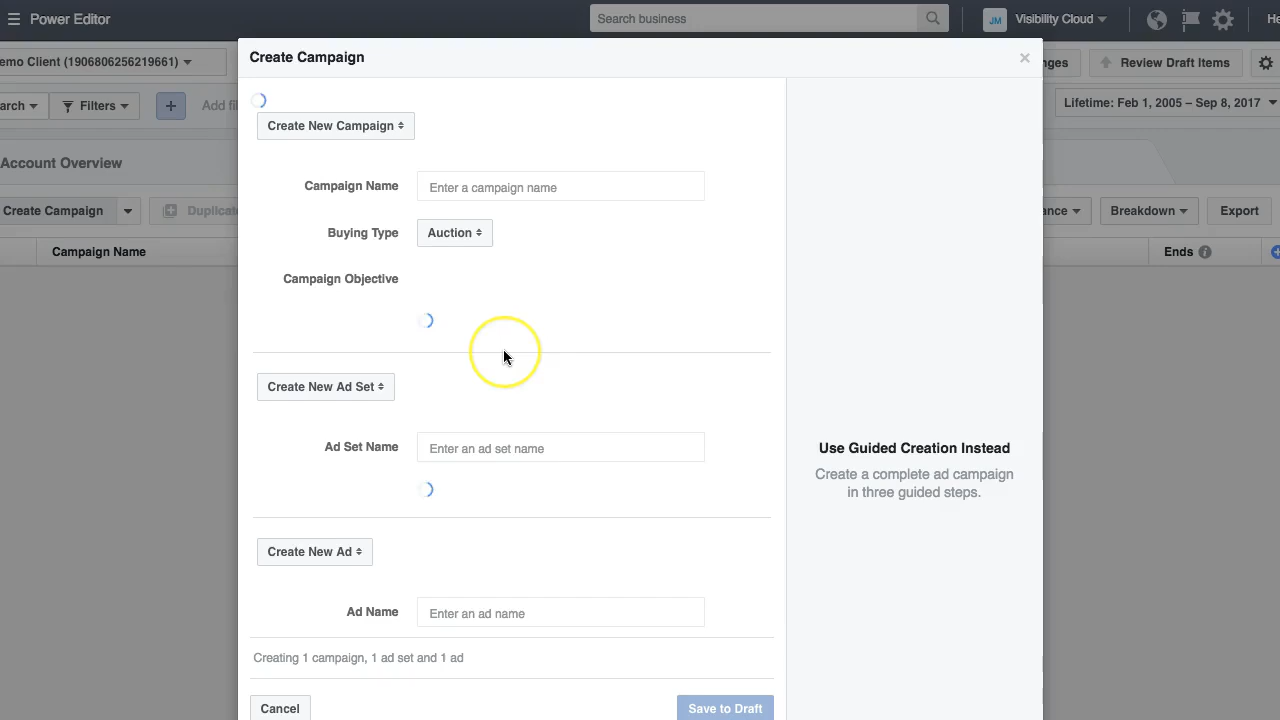 Power Editor
Search business
JM
Visibility Cloud
He
emo Client (1906806256219661)
nges
Review Draft Items
arch
Filters
+
Add fil
Lifetime: Feb 1, 2005 – Sep 8, 2017
Account Overview
Create Campaign
Duplicat
ance
Breakdown
Export
Campaign Name
Ends
Create Campaign
×
Create New Campaign
Campaign Name
Enter a campaign name
Buying Type
Auction
Campaign Objective
Create New Ad Set
Ad Set Name
Enter an ad set name
Create New Ad
Ad Name
Enter an ad name
Creating 1 campaign, 1 ad set and 1 ad
Cancel
Save to Draft
Use Guided Creation Instead
Create a complete ad campaign
in three guided steps.